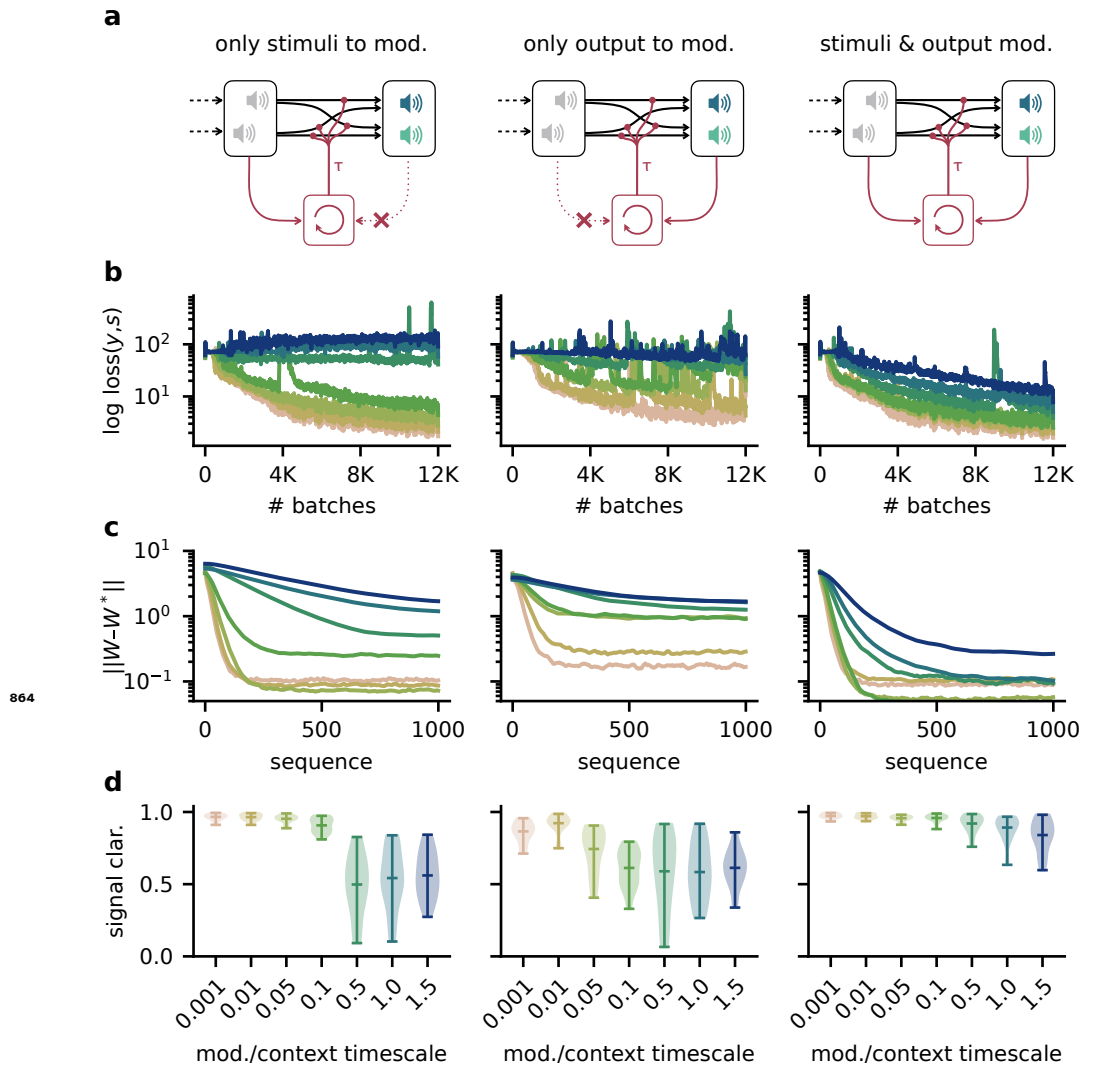 a
only stimuli to mod.
only output to mod.
stimuli & output mod.
τ
τ
τ
b
log loss(y,s)
10²
10¹
0 4K 8K 12K
0 4K 8K 12K
0 4K 8K 12K
# batches
# batches
# batches
c
||W–W*||
10¹
10⁰
10⁻¹
0 500 1000
0 500 1000
0 500 1000
sequence
sequence
sequence
864
d
signal clar.
1.0
0.5
0.0
0.001 0.01 0.05 0.1 0.5 1.0 1.5
0.001 0.01 0.05 0.1 0.5 1.0 1.5
0.001 0.01 0.05 0.1 0.5 1.0 1.5
mod./context timescale
mod./context timescale
mod./context timescale